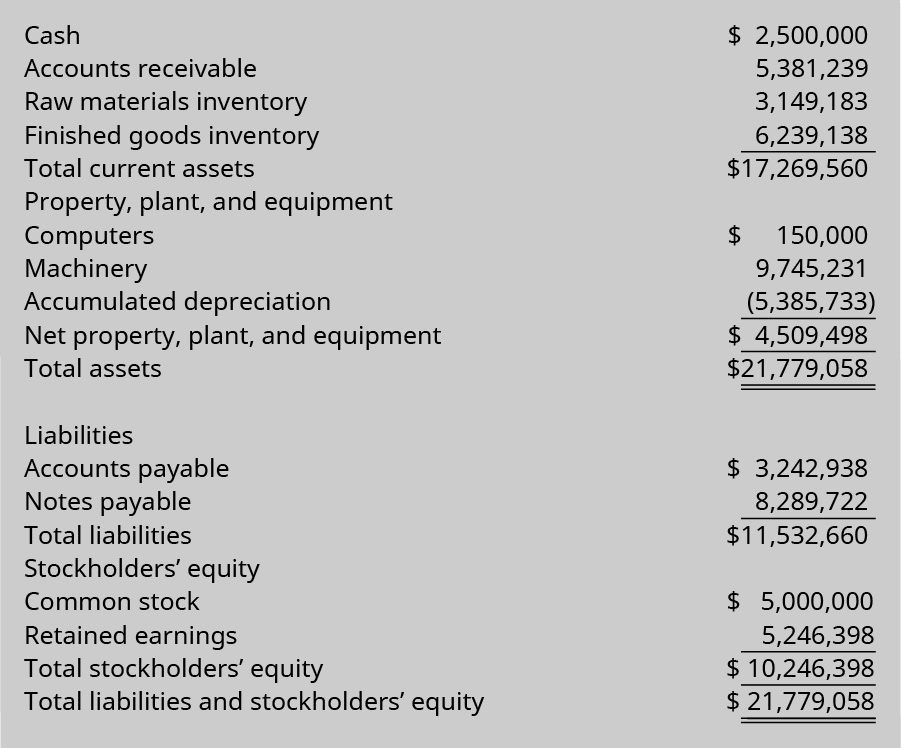 Cash $ 2,500,000
Accounts receivable 5,381,239
Raw materials inventory 3,149,183
Finished goods inventory 6,239,138
Total current assets $17,269,560
Property, plant, and equipment
Computers $ 150,000
Machinery 9,745,231
Accumulated depreciation (5,385,733)
Net property, plant, and equipment $ 4,509,498
Total assets $21,779,058
Liabilities
Accounts payable $ 3,242,938
Notes payable 8,289,722
Total liabilities $11,532,660
Stockholders’ equity
Common stock $ 5,000,000
Retained earnings 5,246,398
Total stockholders’ equity $ 10,246,398
Total liabilities and stockholders’ equity $ 21,779,058